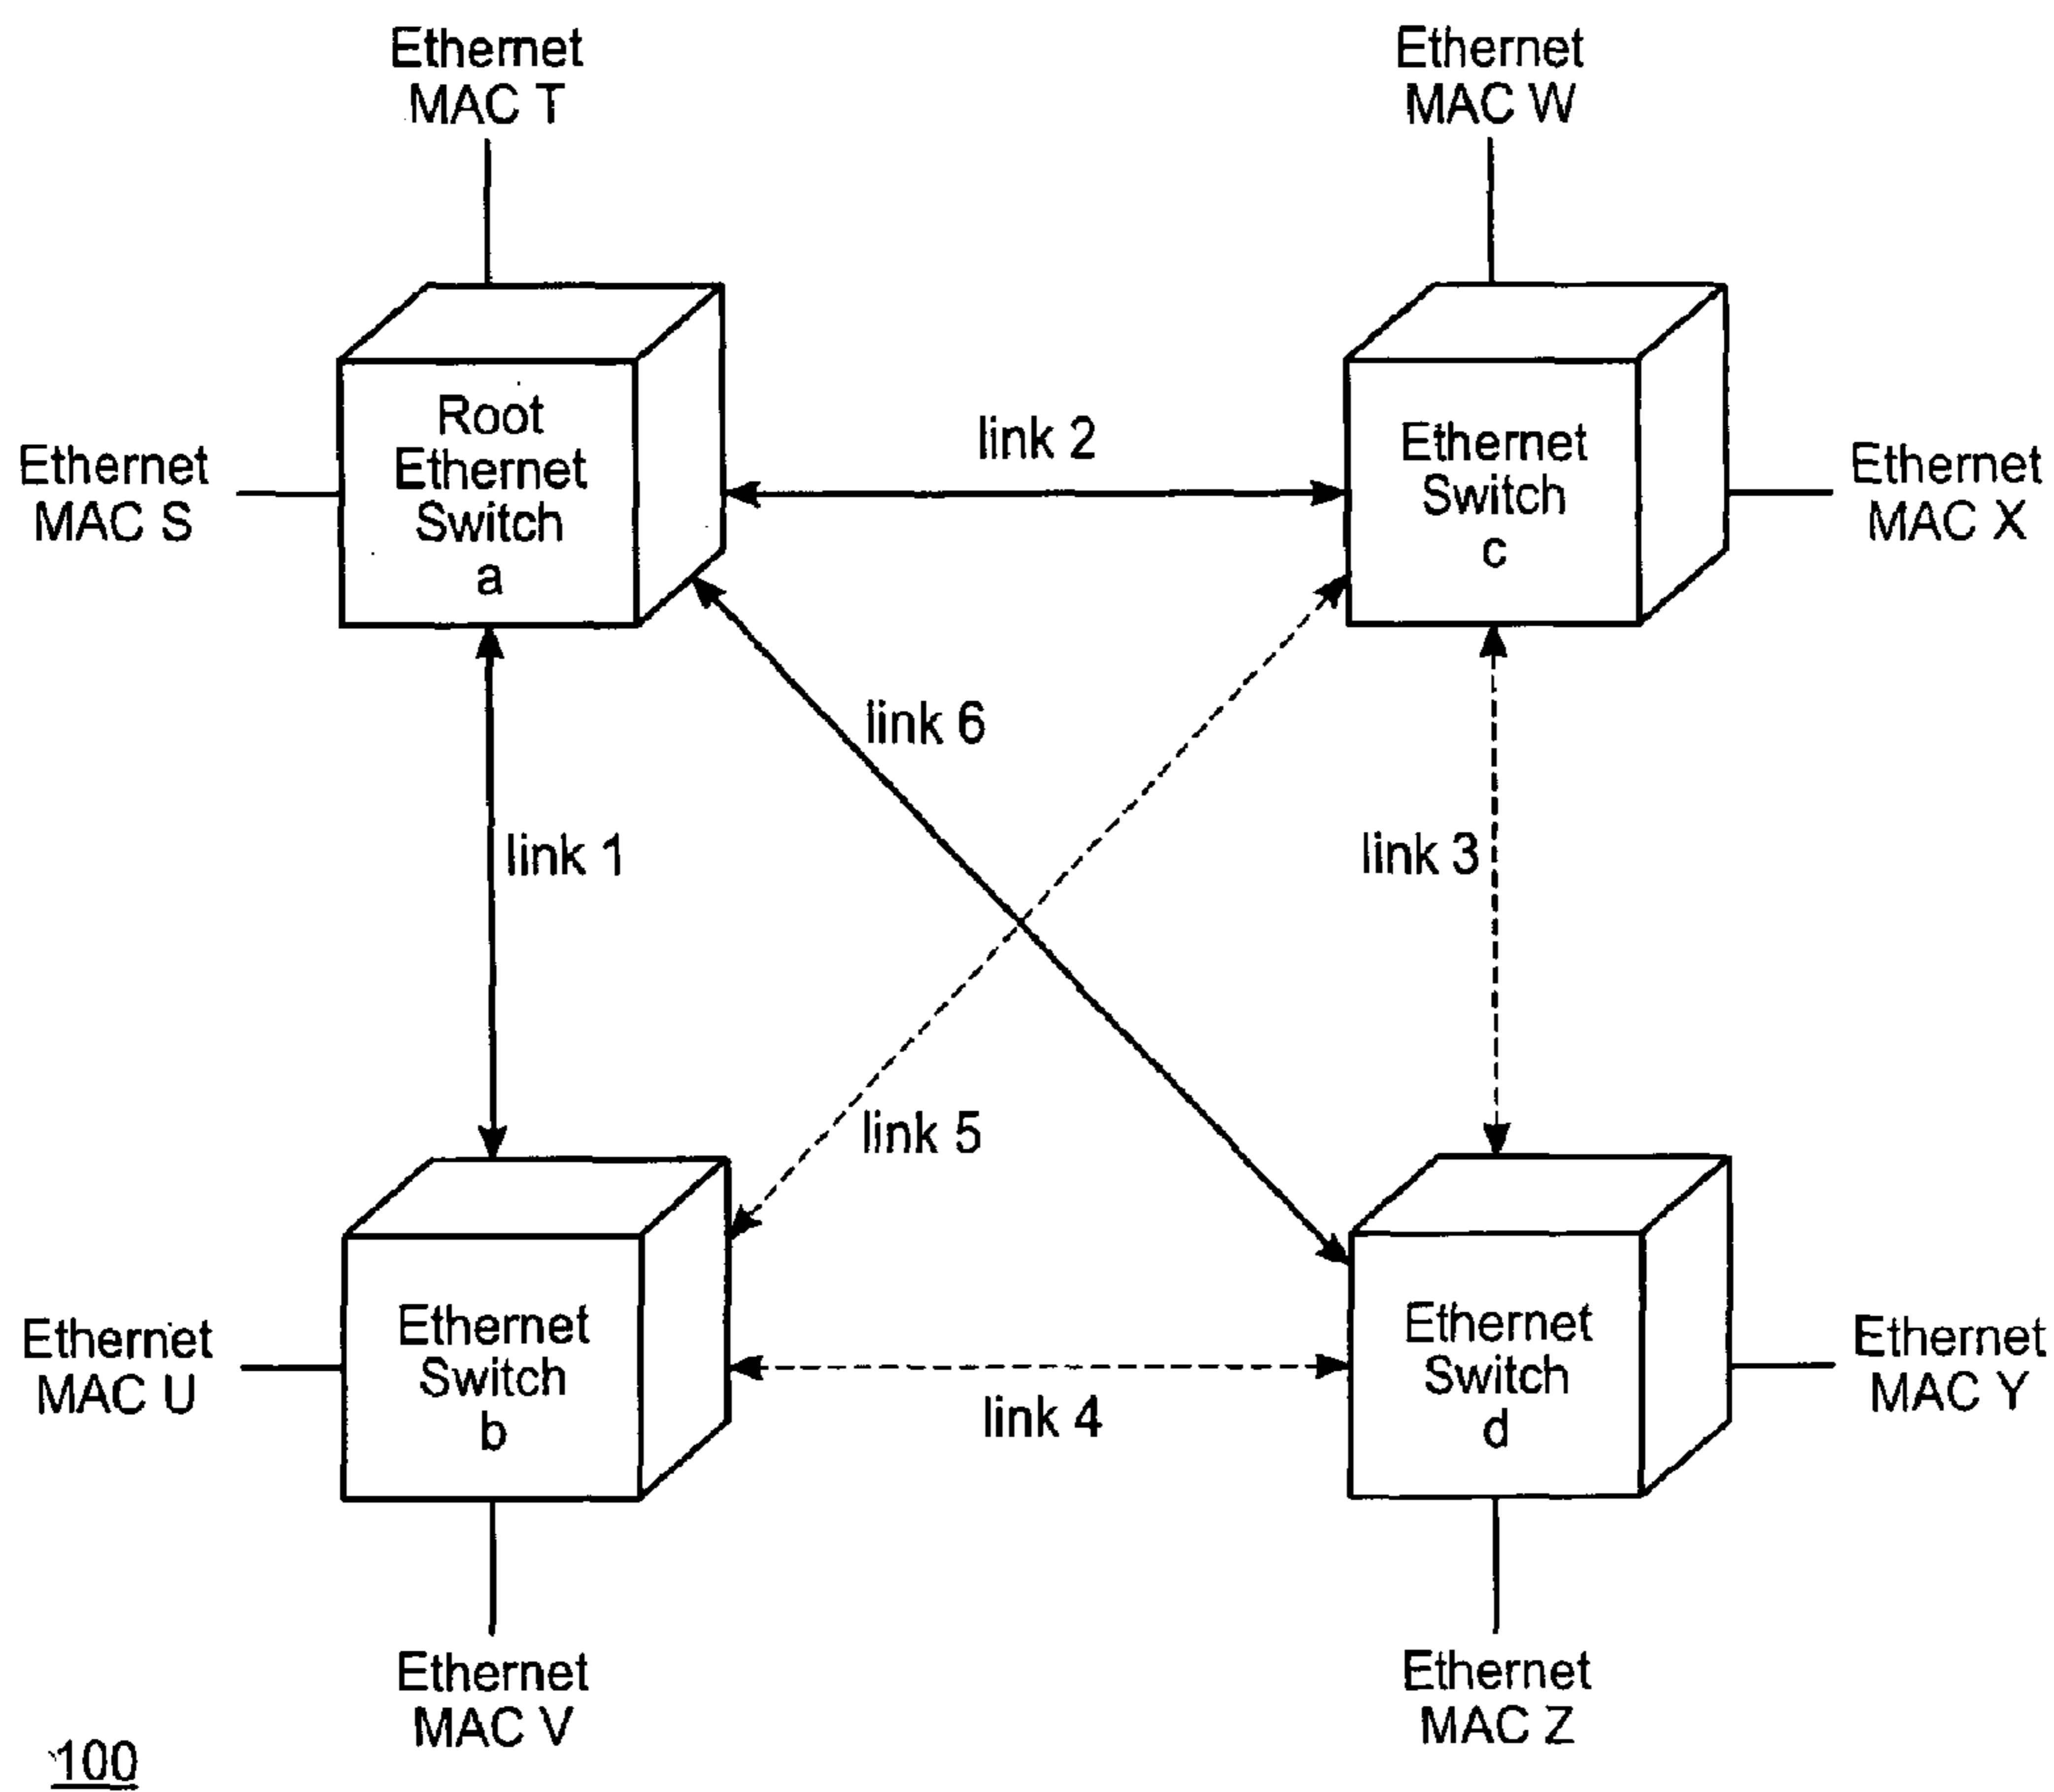 Ethernet
MAC T
Ethernet
MAC W
Root
Ethernet
Switch
a
Ethernet
MAC S
link 2
Ethernet
Switch
c
Ethernet
MAC X
link 6
link 1
link 3
link 5
Ethernet
MAC U
Ethernet
Switch
b
link 4
Ethernet
Switch
d
Ethernet
MAC Y
Ethernet
MAC V
Ethernet
MAC Z
100